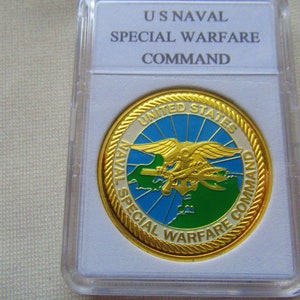 U S NAVAL
SPECIAL WARFARE
COMMAND
UNITED STATES
NAVAL SPECIAL WARFARE COMMAND